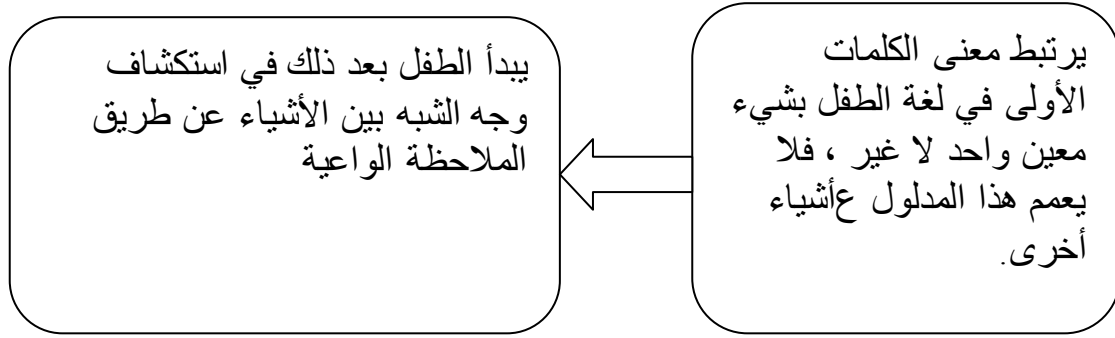 يرتبط معنى الكلمات
الأولى في لغة الطفل بشيء
معين واحد لا غير ، فلا
يعمم هذا المدلول عأشياء
أخرى.
يبدأ الطفل بعد ذلك في استكشاف
وجه الشبه بين الأشياء عن طريق
الملاحظة الواعية